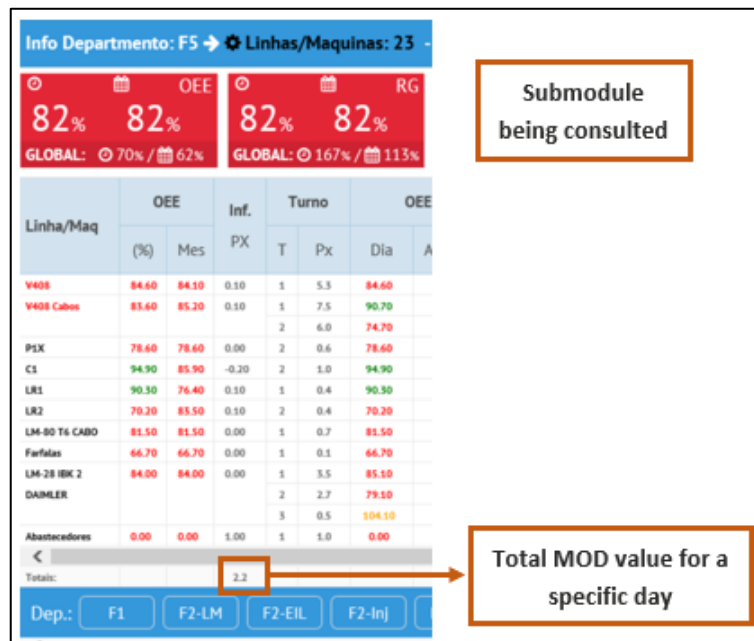 Info Departmento: F5 → Linhas/Maquinas: 23 -
OEE
82% 82%
GLOBAL: 70% / 62%
RG
82% 82%
GLOBAL: 167% / 113%
Submodule
being consulted
Linha/Maq OEE Inf. PX Turno OEE
(%) Mes T Px Dia A
V408 84.60 84.10 0.10 1 5.3 84.60
V408 Cabos 83.60 85.20 0.10 1 7.5 90.70
2 6.0 74.70
P1X 78.60 78.60 0.00 2 0.6 78.60
C1 94.90 85.90 -0.20 2 1.0 94.90
LR1 90.30 76.40 0.10 1 0.4 90.30
LR2 70.20 83.50 0.10 2 0.4 70.20
LM-80 T6 CABO 81.50 81.50 0.00 1 0.7 81.50
Farfalas 66.70 66.70 0.00 1 0.1 66.70
LM-28 IBK 2 84.00 84.00 0.00 1 3.5 85.10
DAIMLER 2 2.7 79.10
3 0.5 104.10
Abastecedores 0.00 0.00 1.00 1 1.0 0.00
Totais: 2.2
Total MOD value for a
specific day
Dep.: F1 F2-LM F2-EIL F2-Inj